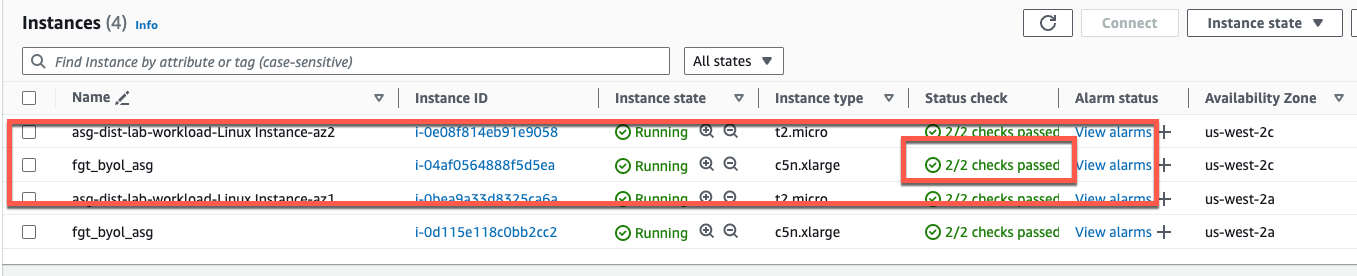 Instances (4) Info
Connect
Instance state
Find Instance by attribute or tag (case-sensitive)
All states
Name Instance ID Instance state Instance type Status check Alarm status Availability Zone
asg-dist-lab-workload-Linux Instance-az2 i-0e08f814eb91e9058 Running t2.micro 2/2 checks passed View alarms us-west-2c
fgt_byol_asg i-04af0564888f5d5ea Running c5n.xlarge 2/2 checks passed View alarms us-west-2c
asg-dist-lab-workload-Linux Instance-az1 i-0bea9a33d8325ca6a Running t2.micro 2/2 checks passed View alarms us-west-2a
fgt_byol_asg i-0d115e118c0bb2cc2 Running c5n.xlarge 2/2 checks passed View alarms us-west-2a